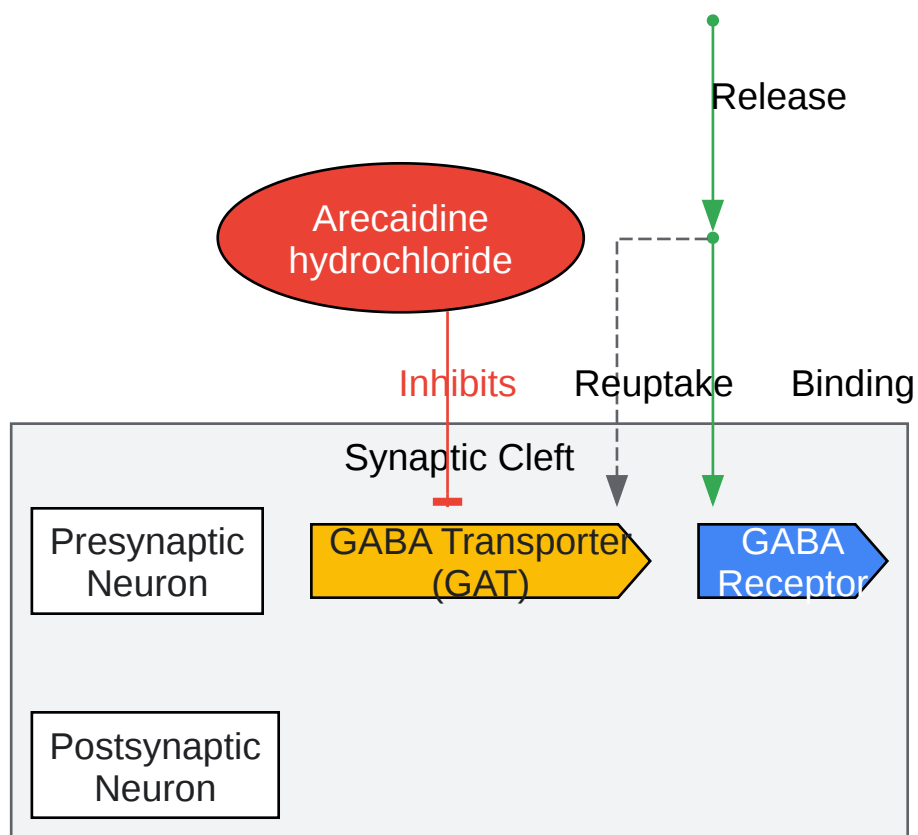 Release
Arecaidine
hydrochloride
Inhibits
Reuptake
Binding
Synaptic Cleft
Presynaptic
Neuron
GABA Transporter
(GAT)
GABA
Receptor
Postsynaptic
Neuron